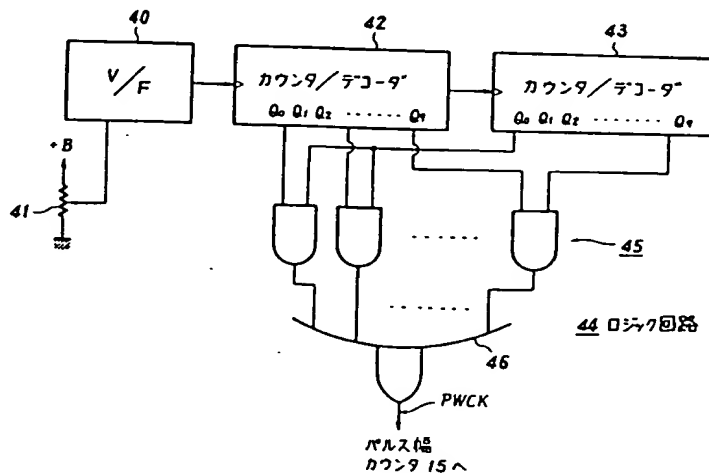 40
42
43
V/F
カウンタ/デコーダ
Q0 Q1 Q2 ‥‥‥ Q9
カウンタ/デコーダ
Q0 Q1 Q2 ‥‥‥ Q9
+B
41
45
44 ロジック回路
46
PWCK
パルス幅
カウンタ 15 へ